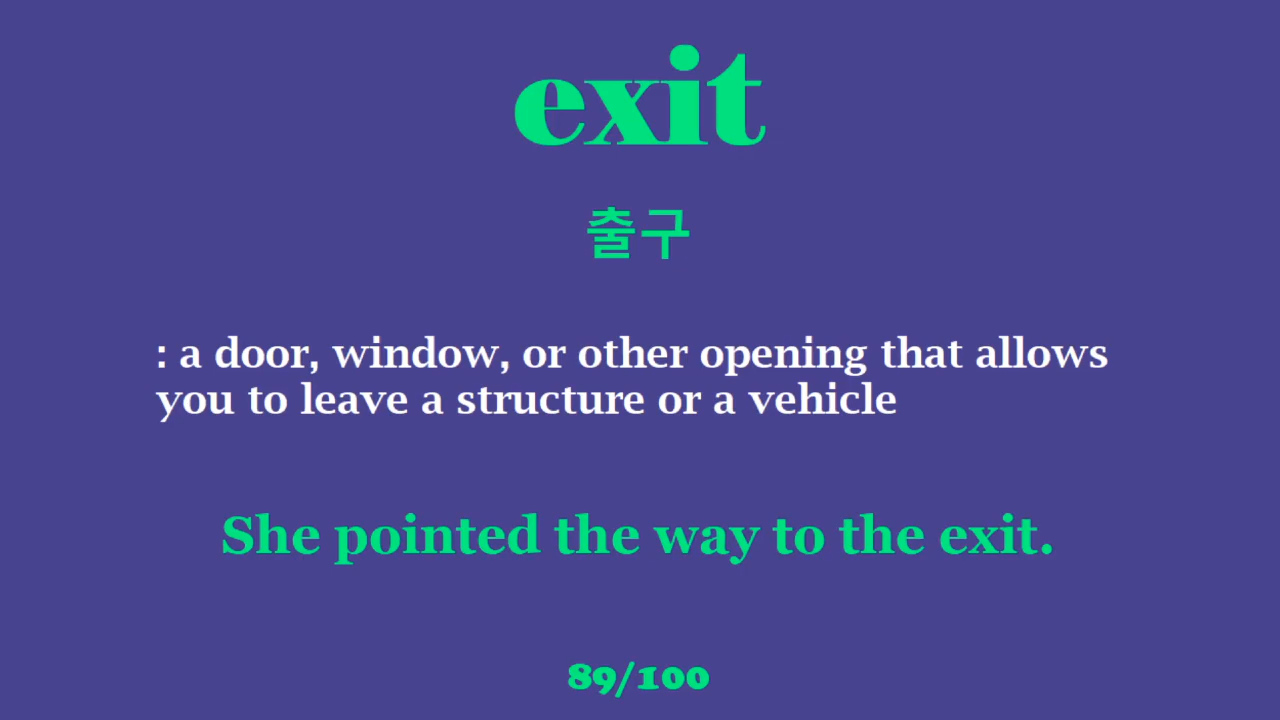 exit
출구
: a door, window, or other opening that allows
you to leave a structure or a vehicle
She pointed the way to the exit.
89/100